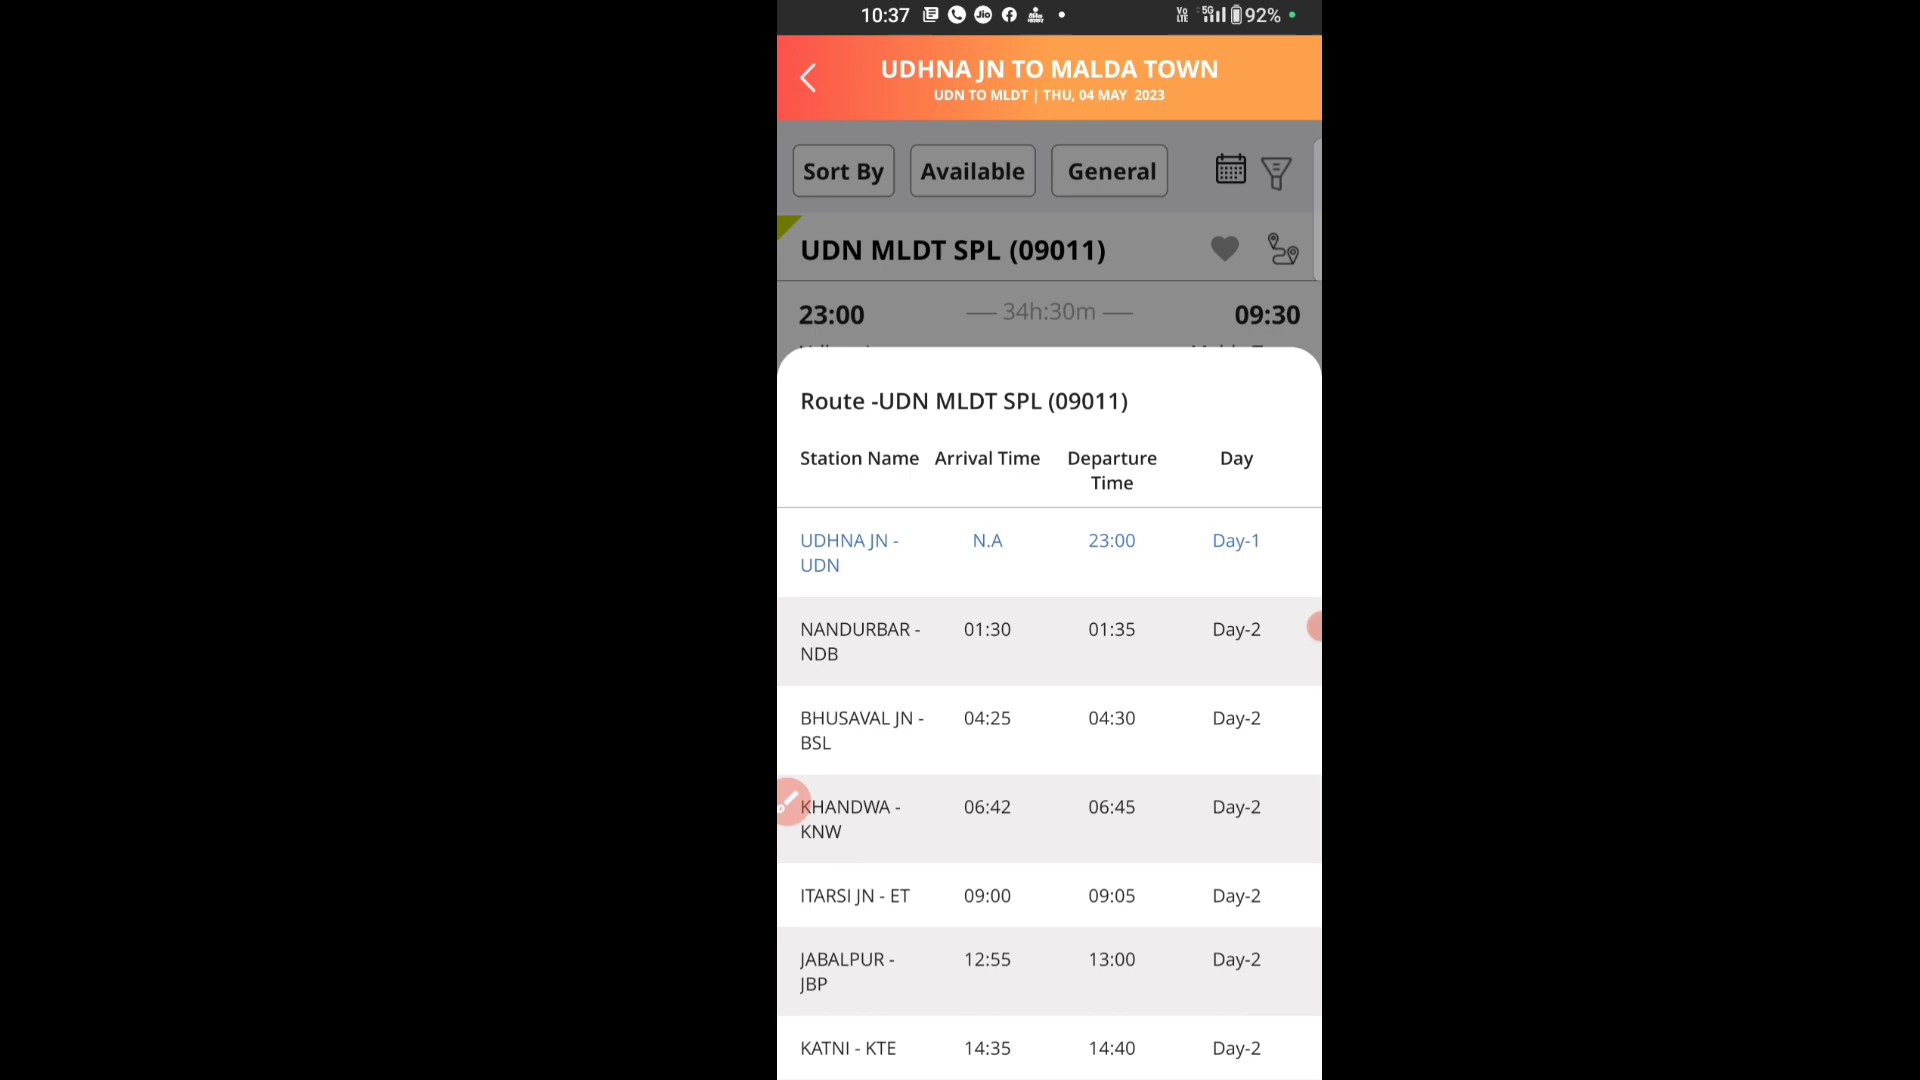 10:37 Jio Vo LTE 5G 92%
UDHNA JN TO MALDA TOWN
UDN TO MLDT | THU, 04 MAY 2023
Sort By Available General
UDN MLDT SPL (09011)
23:00 34h:30m 09:30
Route -UDN MLDT SPL (09011)
Station Name Arrival Time Departure Day
Time
UDHNA JN - N.A 23:00 Day-1
UDN
NANDURBAR - 01:30 01:35 Day-2
NDB
BHUSAVAL JN - 04:25 04:30 Day-2
BSL
KHANDWA - 06:42 06:45 Day-2
KNW
ITARSI JN - ET 09:00 09:05 Day-2
JABALPUR - 12:55 13:00 Day-2
JBP
KATNI - KTE 14:35 14:40 Day-2